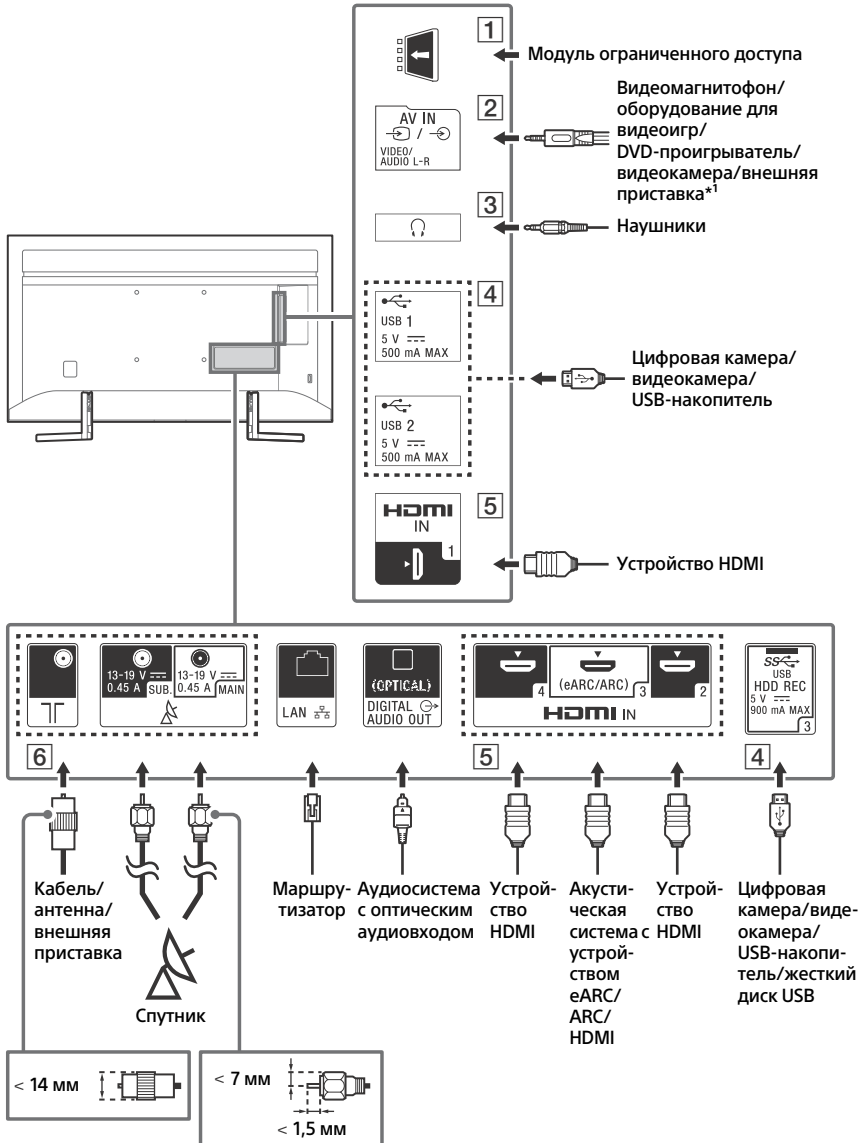 1
Модуль ограниченного доступа
2
AV IN
/
VIDEO/
AUDIO L-R
Видеомагнитофон/
оборудование для
видеоигр/
DVD-проигрыватель/
видеокамера/внешняя
приставка*1
3
Наушники
4
USB 1
5 V
500 mA MAX
USB 2
5 V
500 mA MAX
Цифровая камера/
видеокамера/
USB-накопитель
5
HDMI
IN
1
Устройство HDMI
13-19 V
0.45 A
SUB.
13-19 V
0.45 A
MAIN
6
LAN
(OPTICAL)
DIGITAL
AUDIO OUT
4
(eARC/ARC)
3
2
HDMI IN
5
SS
USB
HDD REC
5 V
900 mA MAX
3
4
Кабель/
антенна/
внешняя
приставка
Спутник
Маршру-
тизатор
Аудиосистема
с оптическим
аудиовходом
Устрой-
ство
HDMI
Акусти-
ческая
система с
устрой-
ством
eARC/
ARC/
HDMI
Устрой-
ство
HDMI
Цифровая
камера/виде-
окамера/
USB-накопи-
тель/жесткий
диск USB
< 14 мм
< 7 мм
< 1,5 мм